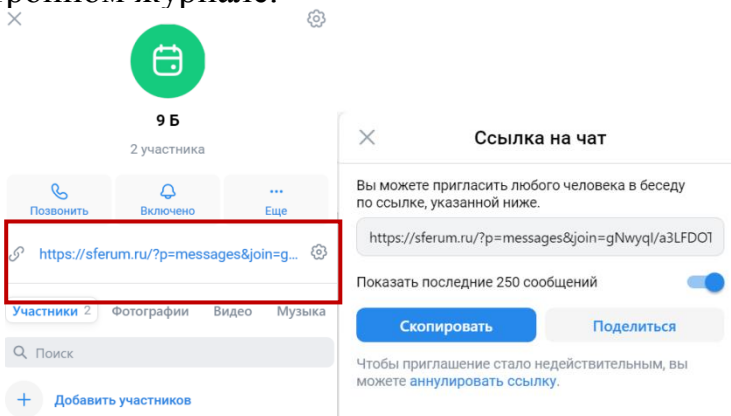 тронном журнале.
9 Б
2 участника
Позвонить
Включено
Еще
https://sferum.ru/?p=messages&join=g...
Участники 2
Фотографии
Видео
Музыка
Поиск
Добавить участников
Ссылка на чат
Вы можете пригласить любого человека в беседу
по ссылке, указанной ниже.
https://sferum.ru/?p=messages&join=gNwyqI/a3LFDO1
Показать последние 250 сообщений
Скопировать
Поделиться
Чтобы приглашение стало недействительным, вы
можете аннулировать ссылку.